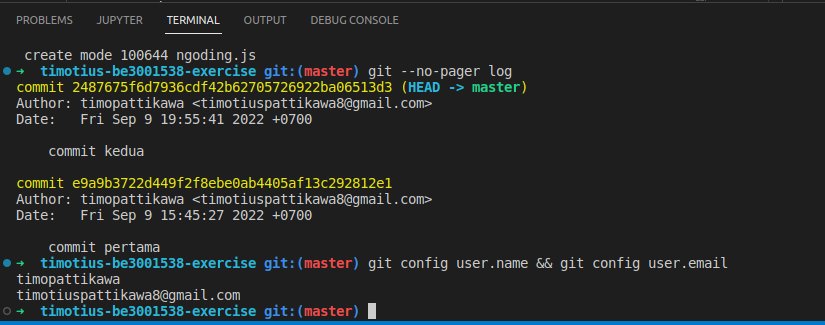 PROBLEMS JUPYTER TERMINAL OUTPUT DEBUG CONSOLE
create mode 100644 ngoding.js
➜ timotius-be3001538-exercise git:(master) git --no-pager log
commit 2487675f6d7936cdf42b62705726922ba06513d3 (HEAD -> master)
Author: timopattikawa <timotiuspattikawa8@gmail.com>
Date: Fri Sep 9 19:55:41 2022 +0700
commit kedua
commit e9a9b3722d449f2f8ebe0ab4405af13c292812e1
Author: timopattikawa <timotiuspattikawa8@gmail.com>
Date: Fri Sep 9 15:45:27 2022 +0700
commit pertama
➜ timotius-be3001538-exercise git:(master) git config user.name && git config user.email
timopattikawa
timotiuspattikawa8@gmail.com
➜ timotius-be3001538-exercise git:(master)